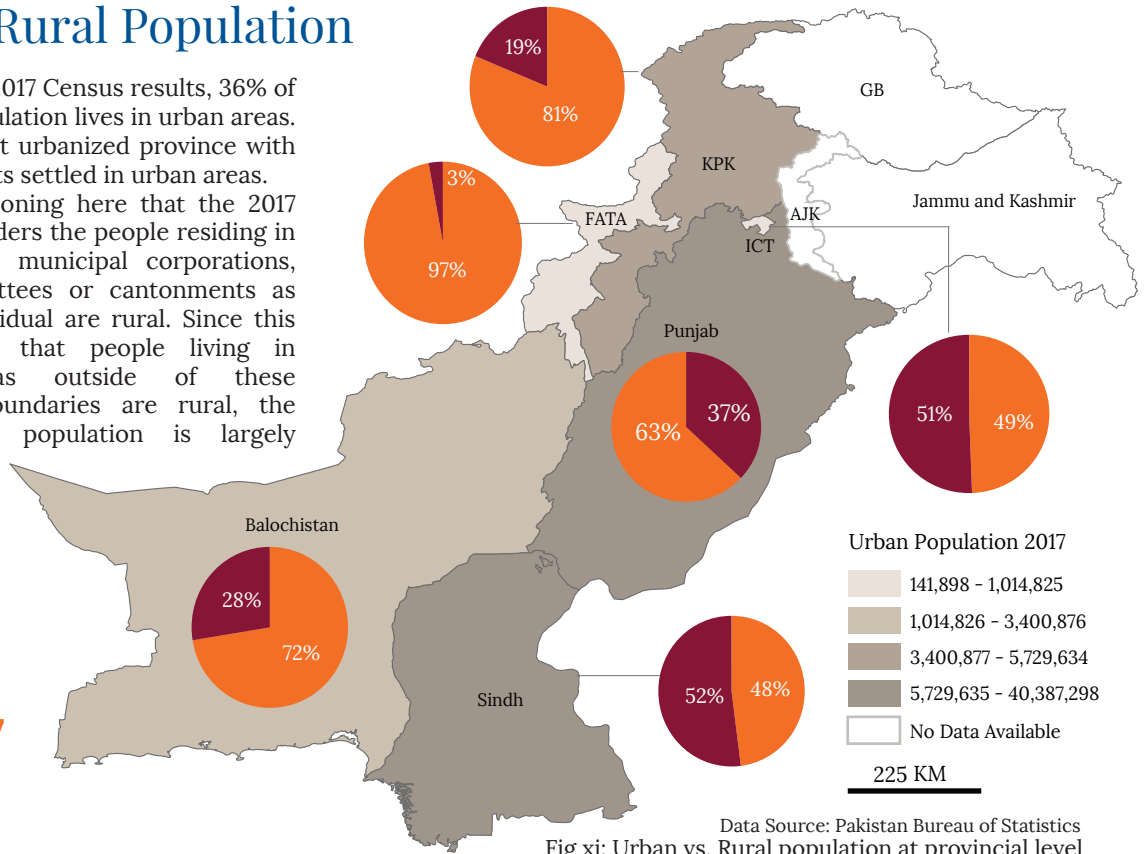 Rural Population
2017 Census results, 36% of
lives in urban areas.
urbanized province with
settled in urban areas.
here that the 2017
the people residing in
municipal corporations,
or cantonments as
are rural. Since this
that people living in
outside of these
are rural, the
population is largely
19%
81%
3%
97%
GB
KPK
Jammu and Kashmir
FATA
AJK
ICT
Punjab
37%
63%
51%
49%
Balochistan
28%
72%
Sindh
52%
48%
Urban Population 2017
141,898 - 1,014,825
1,014,826 - 3,400,876
3,400,877 - 5,729,634
5,729,635 - 40,387,298
No Data Available
225 KM
Data Source: Pakistan Bureau of Statistics
Fig xi: Urban vs. Rural population at provincial level